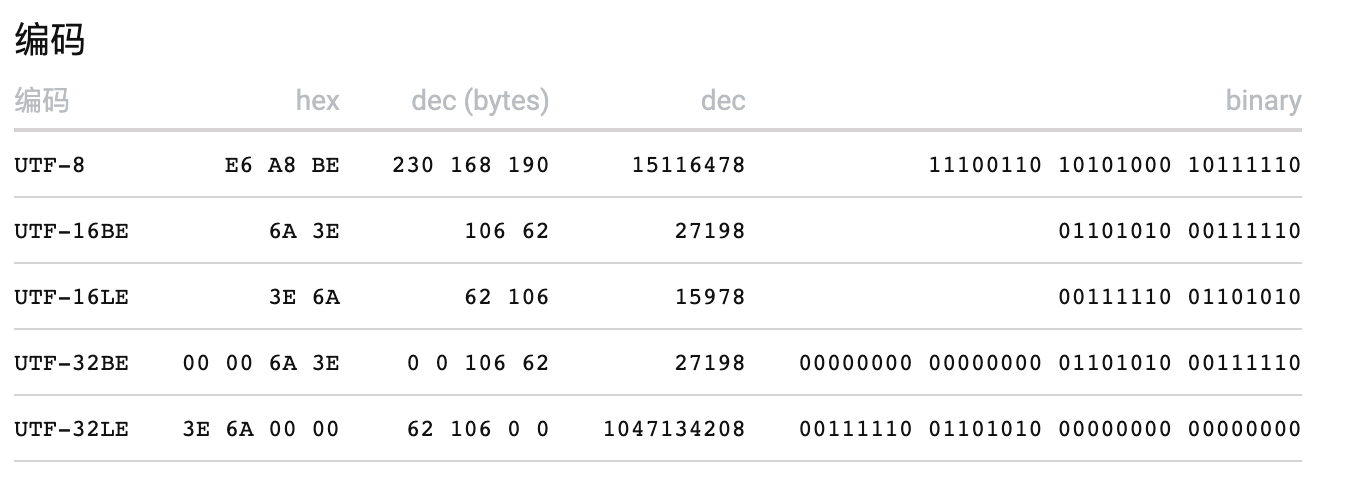 编码
编码 hex dec (bytes) dec binary
UTF-8 E6 A8 BE 230 168 190 15116478 11100110 10101000 10111110
UTF-16BE 6A 3E 106 62 27198 01101010 00111110
UTF-16LE 3E 6A 62 106 15978 00111110 01101010
UTF-32BE 00 00 6A 3E 0 0 106 62 27198 00000000 00000000 01101010 00111110
UTF-32LE 3E 6A 00 00 62 106 0 0 1047134208 00111110 01101010 00000000 00000000